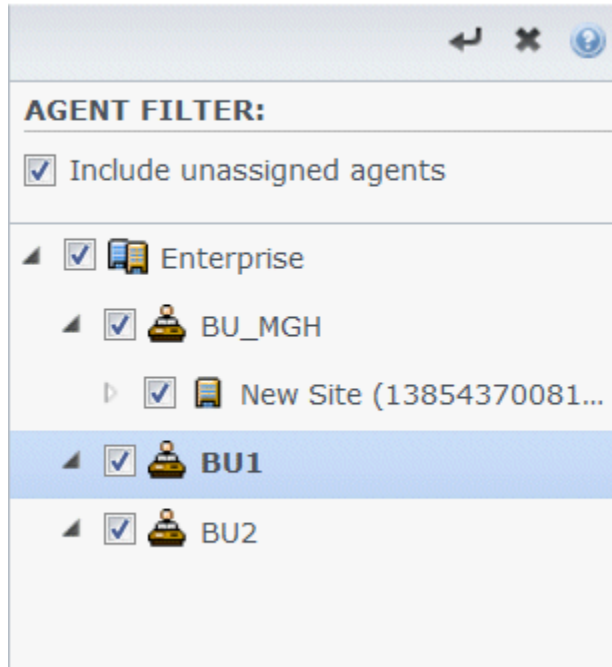 AGENT FILTER:
Include unassigned agents
Enterprise
BU_MGH
New Site (13854370081...
BU1
BU2